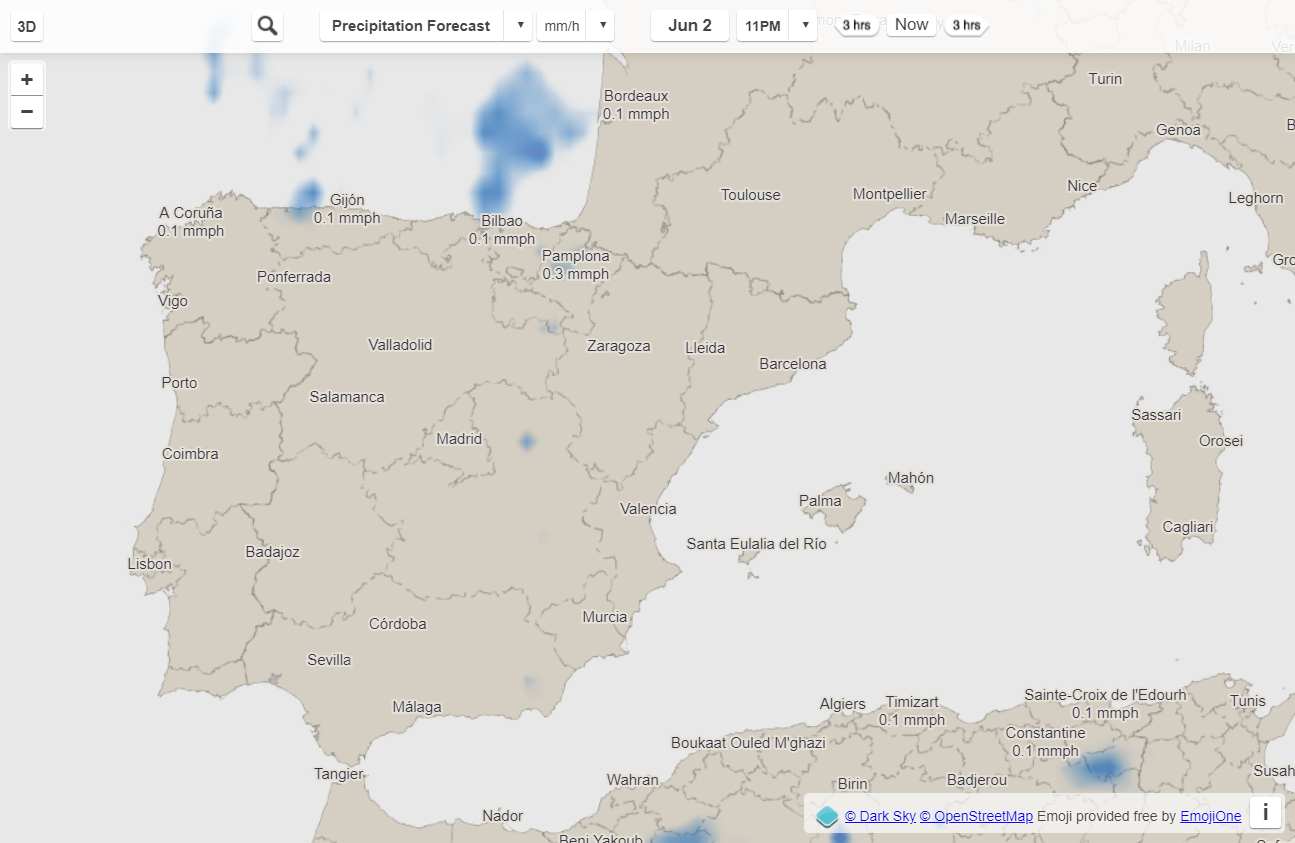 3D
Precipitation Forecast ▼
mm/h ▼
Jun 2
11PM ▼
3 hrs
Now
3 hrs
Milan
+
−
Turin
Bordeaux
0.1 mmph
Genoa
Nice
Toulouse
Montpellier
Leghorn
Marseille
Gijón
0.1 mmph
A Coruña
0.1 mmph
Bilbao
0.1 mmph
Pamplona
0.3 mmph
Ponferrada
Vigo
Valladolid
Zaragoza
Lleida
Barcelona
Porto
Salamanca
Sassari
Madrid
Orosei
Coimbra
Mahón
Palma
Valencia
Cagliari
Santa Eulalia del Río
Badajoz
Lisbon
Murcia
Córdoba
Sevilla
Málaga
Algiers
Timizart
0.1 mmph
Sainte-Croix de l'Edourh
0.1 mmph
Tunis
Constantine
0.1 mmph
Boukaat Ouled M'ghazi
Tangier
Wahran
Birin
Badjerou
Susah
Nádor
Beni Yakoub
© Dark Sky © OpenStreetMap Emoji provided free by EmojiOne
i